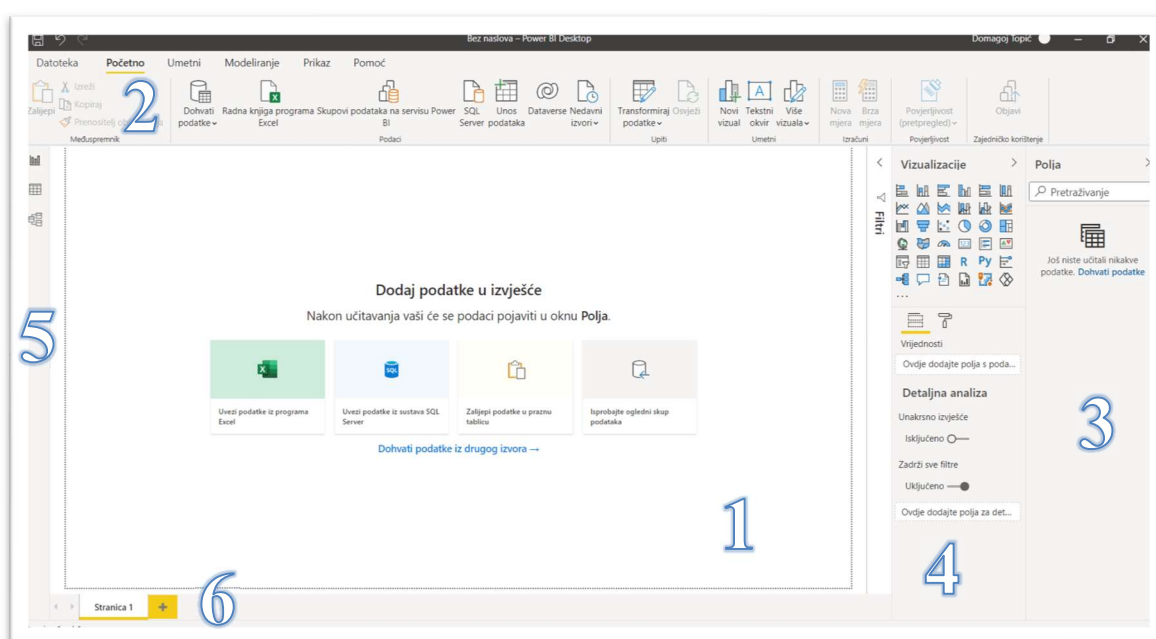 Bez naslova – Power BI Desktop
Domagoj Topić
Datoteka Početno Umetni Modeliranje Prikaz Pomoć
Zalijepi
Izreži
Kopiraj
Prenositelj
Međuspremnik
2
Dohvati podatke
Radna knjiga programa Excel
Skupovi podataka na servisu Power BI
SQL Server
Unos podataka
Dataverse
Nedavni izvori
Podaci
Transformiraj podatke
Osvježi
Upiti
Novi vizual
Tekstni okvir
Više vizuala
Umetni
Nova mjera
Brza mjera
Izračuni
Povjerljivost (pretpregled)
Povjerljivost
Objavi
Zajedničko korištenje
Dodaj podatke u izvješće
Nakon učitavanja vaši će se podaci pojaviti u oknu Polja.
SQL
Uvezi podatke iz programa
Excel
Uvezi podatke iz sustava SQL
Server
Zalijepi podatke u praznu
tablicu
Isprobajte ogledni skup
podataka
Dohvati podatke iz drugog izvora →
1
5
Filtri
Vizualizacije
R Py
...
Vrijednosti
Ovdje dodajte polja s poda...
Detaljna analiza
Unakrsno izvješće
Isključeno
Zadrži sve filtre
Uključeno
Ovdje dodajte polja za det...
4
Polja
Pretraživanje
Još niste učitali nikakve
podatke. Dohvati podatke
3
Stranica 1 +
6